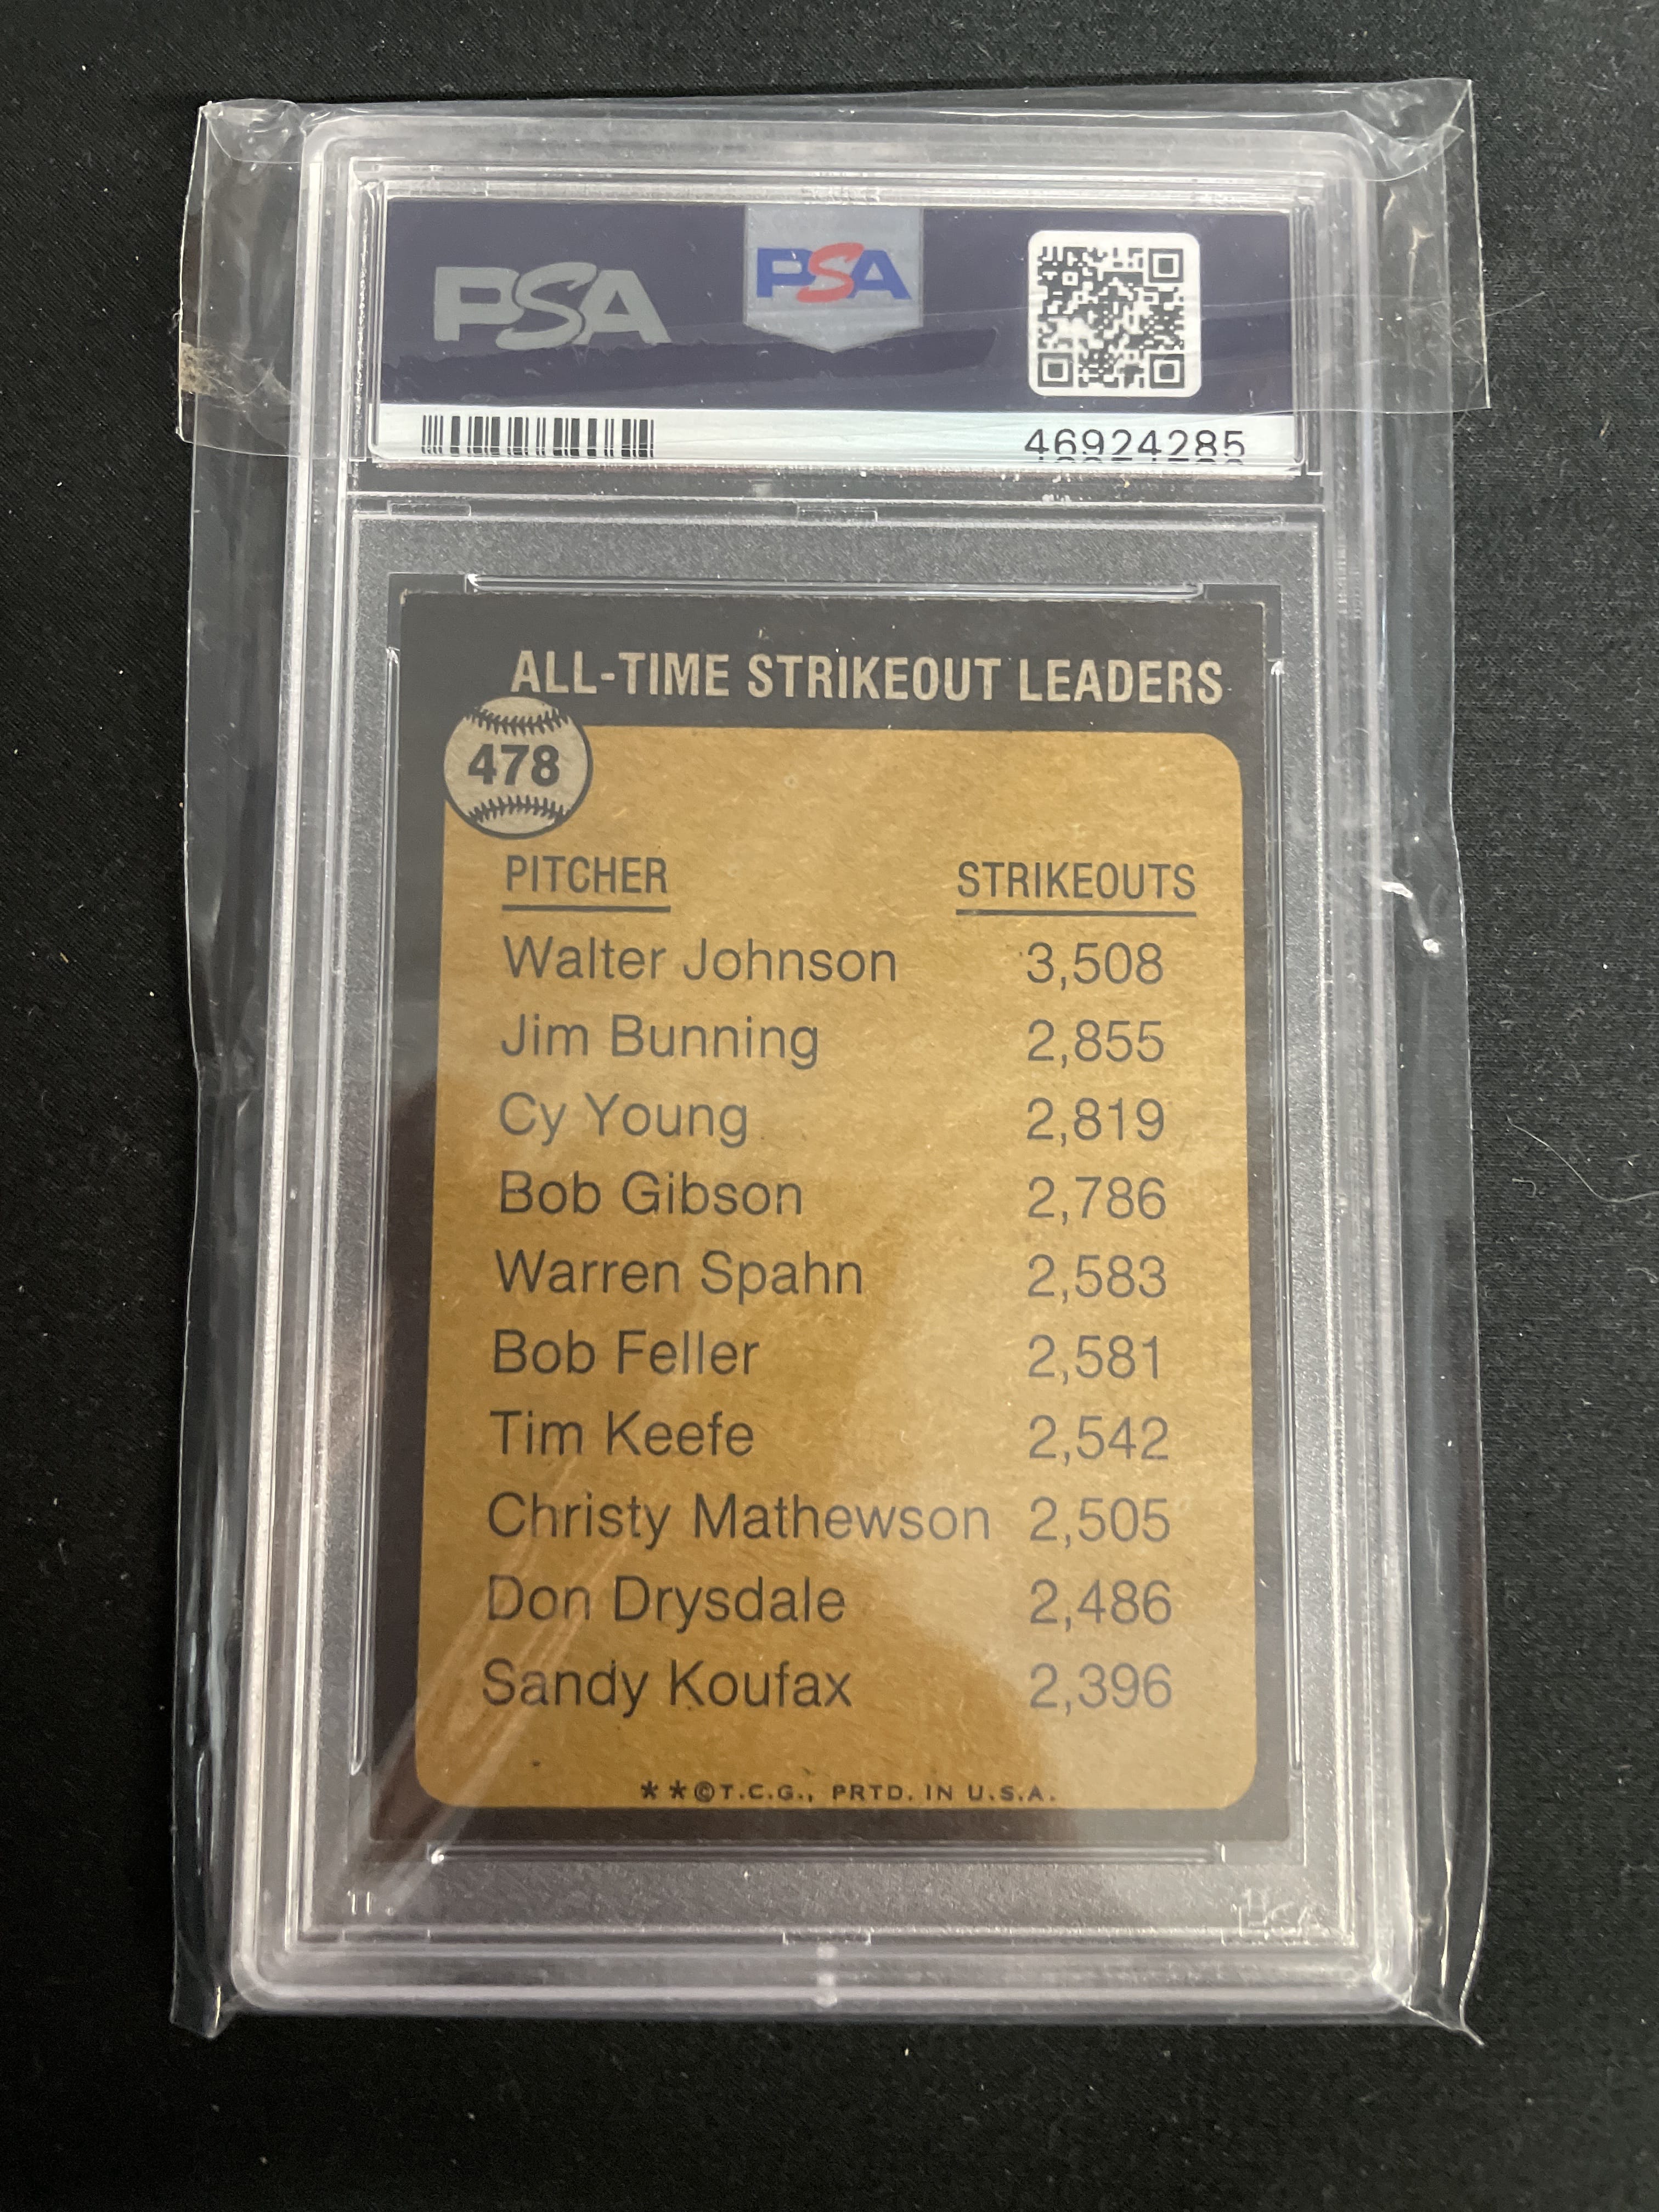 PSA PSA
46924285
ALL-TIME STRIKEOUT LEADERS
478
PITCHER STRIKEOUTS
Walter Johnson 3,508
Jim Bunning 2,855
Cy Young 2,819
Bob Gibson 2,786
Warren Spahn 2,583
Bob Feller 2,581
Tim Keefe 2,542
Christy Mathewson 2,505
Don Drysdale 2,486
Sandy Koufax 2,396
**©T.C.G., PRTD. IN U.S.A.